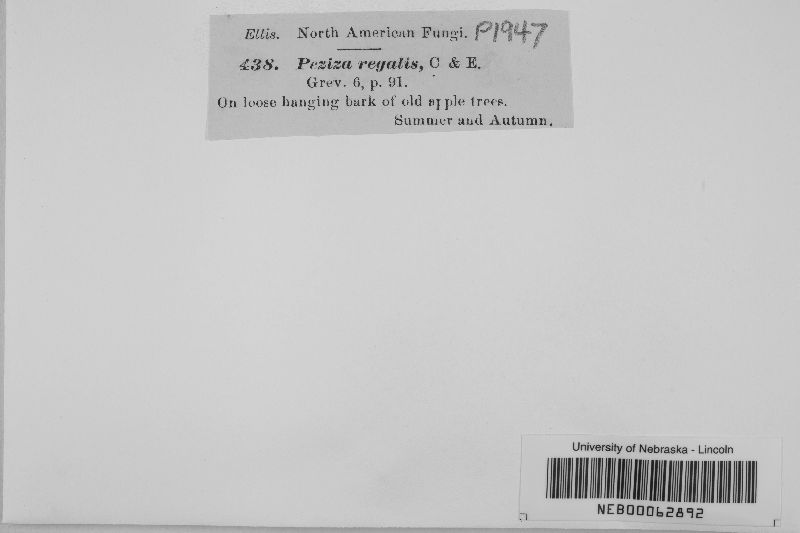 Ellis. North American Fungi. P1947
438. Peziza regalis, C & E.
Grev. 6, p. 91.
On loose hanging bark of old apple trees.
Summer and Autumn.
University of Nebraska - Lincoln
NEB00062892